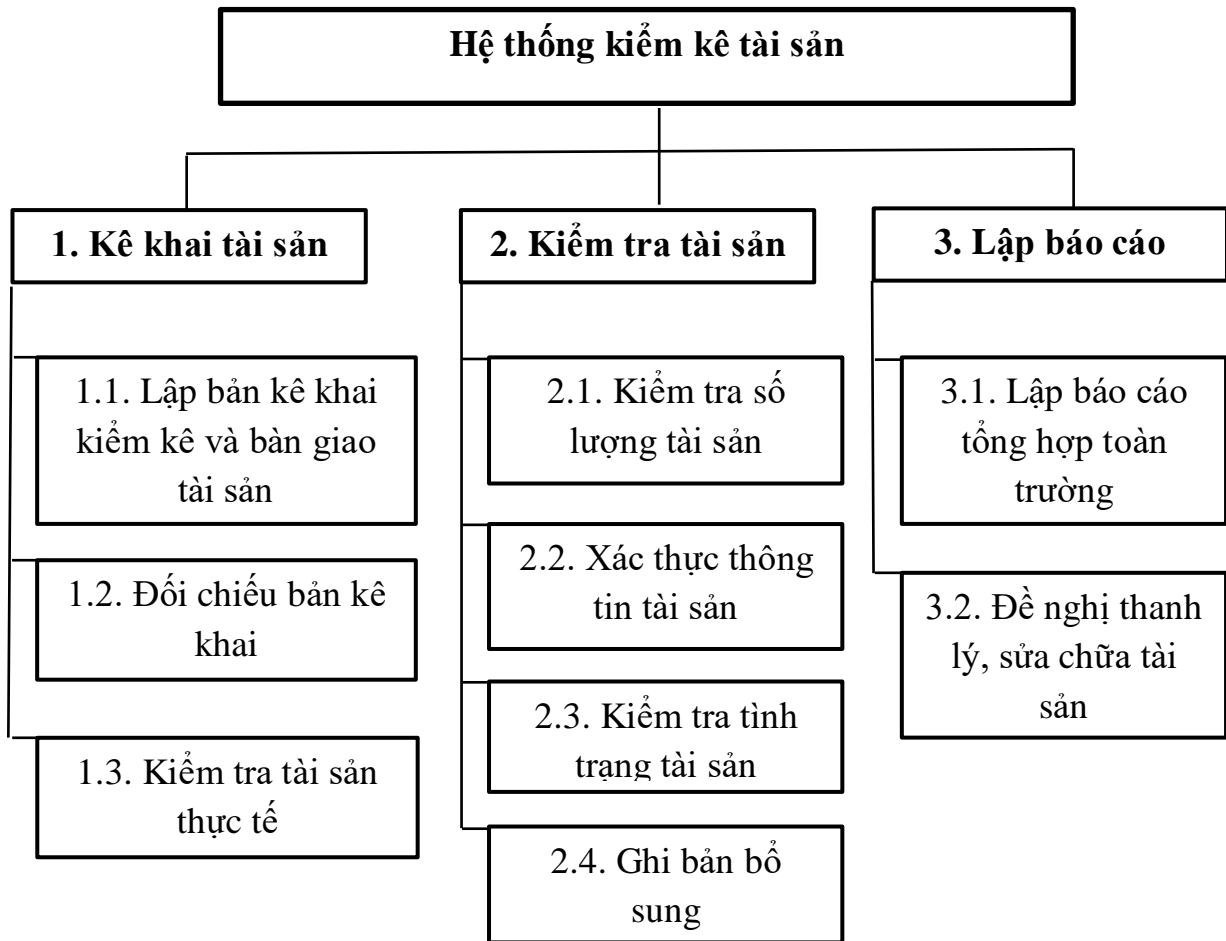 Hệ thống kiểm kê tài sản
1. Kê khai tài sản
2. Kiểm tra tài sản
3. Lập báo cáo
1.1. Lập bản kê khai
kiểm kê và bàn giao
tài sản
1.2. Đối chiếu bản kê
khai
1.3. Kiểm tra tài sản
thực tế
2.1. Kiểm tra số
lượng tài sản
2.2. Xác thực thông
tin tài sản
2.3. Kiểm tra tình
trạng tài sản
2.4. Ghi bản bổ
sung
3.1. Lập báo cáo
tổng hợp toàn
trường
3.2. Đề nghị thanh
lý, sửa chữa tài
sản